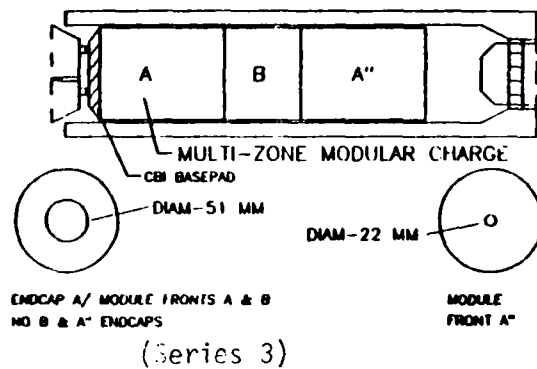 A B A"
MULTI-ZONE MODULAR CHARGE
CBI BASEPAD
DIAM-51 MM
DIAM-22 MM
ENDCAP A/ MODULE FRONTS A & B
NO B & A" ENDCAPS
MODULE
FRONT A"
(Series 3)